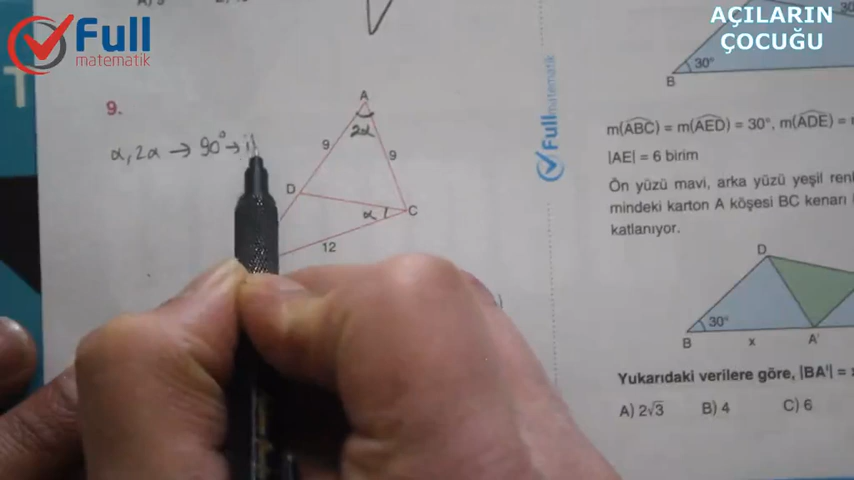 Full
matematik
AÇILARIN
ÇOCUĞU
9.
α, 2α → 90° →
A
2α
9
9
D
α
C
12
Full matematik
30°
B
m(ABC) = m(AED) = 30°, m(ADE) =
|AE| = 6 birim
Ön yüzü mavi, arka yüzü yeşil
mindeki karton A köşesi BC kenarı
katlanıyor.
D
30°
B
x
A'
Yukarıdaki verilere göre, |BA'| =
A) 2√3 B) 4 C) 6